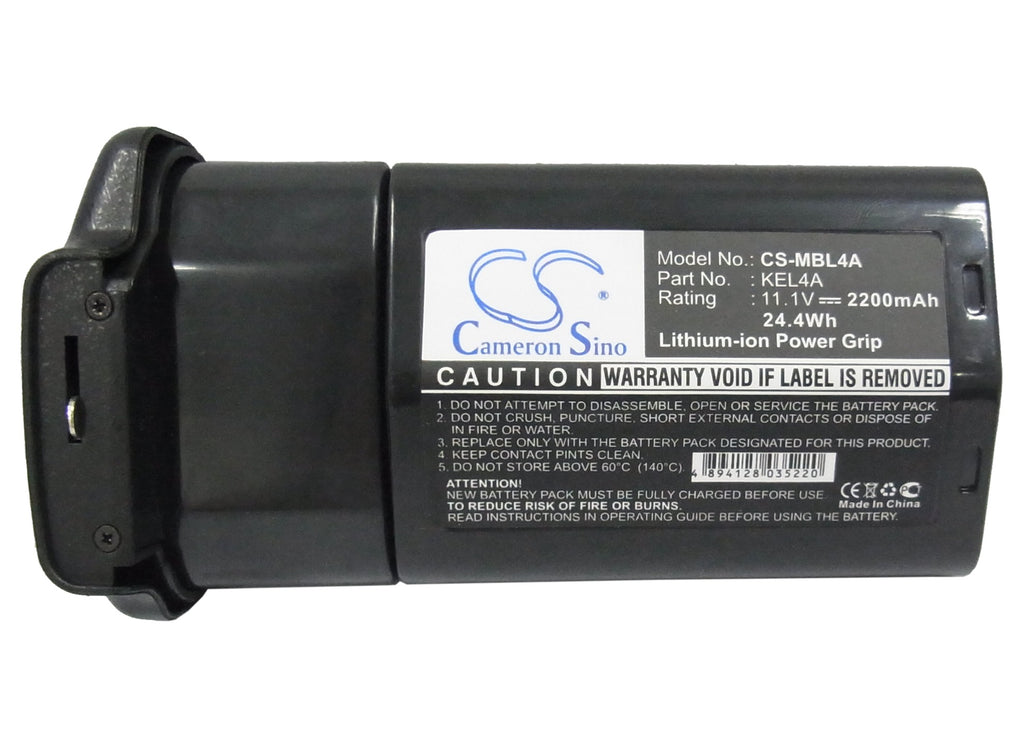 CS ®
Cameron Sino
Model No.: CS-MBL4A
Part No. : KEL4A
Rating : 11.1V 2200mAh
24.4Wh
Lithium-ion Power Grip
CAUTION WARRANTY VOID IF LABEL IS REMOVED
1. DO NOT ATTEMPT TO DISASSEMBLE, OPEN OR SERVICE THE BATTERY PACK.
2. DO NOT CRUSH, PUNCTURE, SHORT EXTERNAL CONTACTS OR DISPOSE OF
IN FIRE OR WATER.
3. REPLACE ONLY WITH THE BATTERY PACK DESIGNATED FOR THIS PRODUCT.
4. KEEP CONTACT PINTS CLEAN.
5. DO NOT STORE ABOVE 60°C (140°C).
4 894128 035220
ATTENTION!
NEW BATTERY PACK MUST BE FULLY CHARGED BEFORE USE
TO REDUCE RISK OF FIRE OR BURNS.
READ INSTRUCTIONS IN OPERATING GUIDE BEFORE USING THE BATTERY.
CE
Made In China